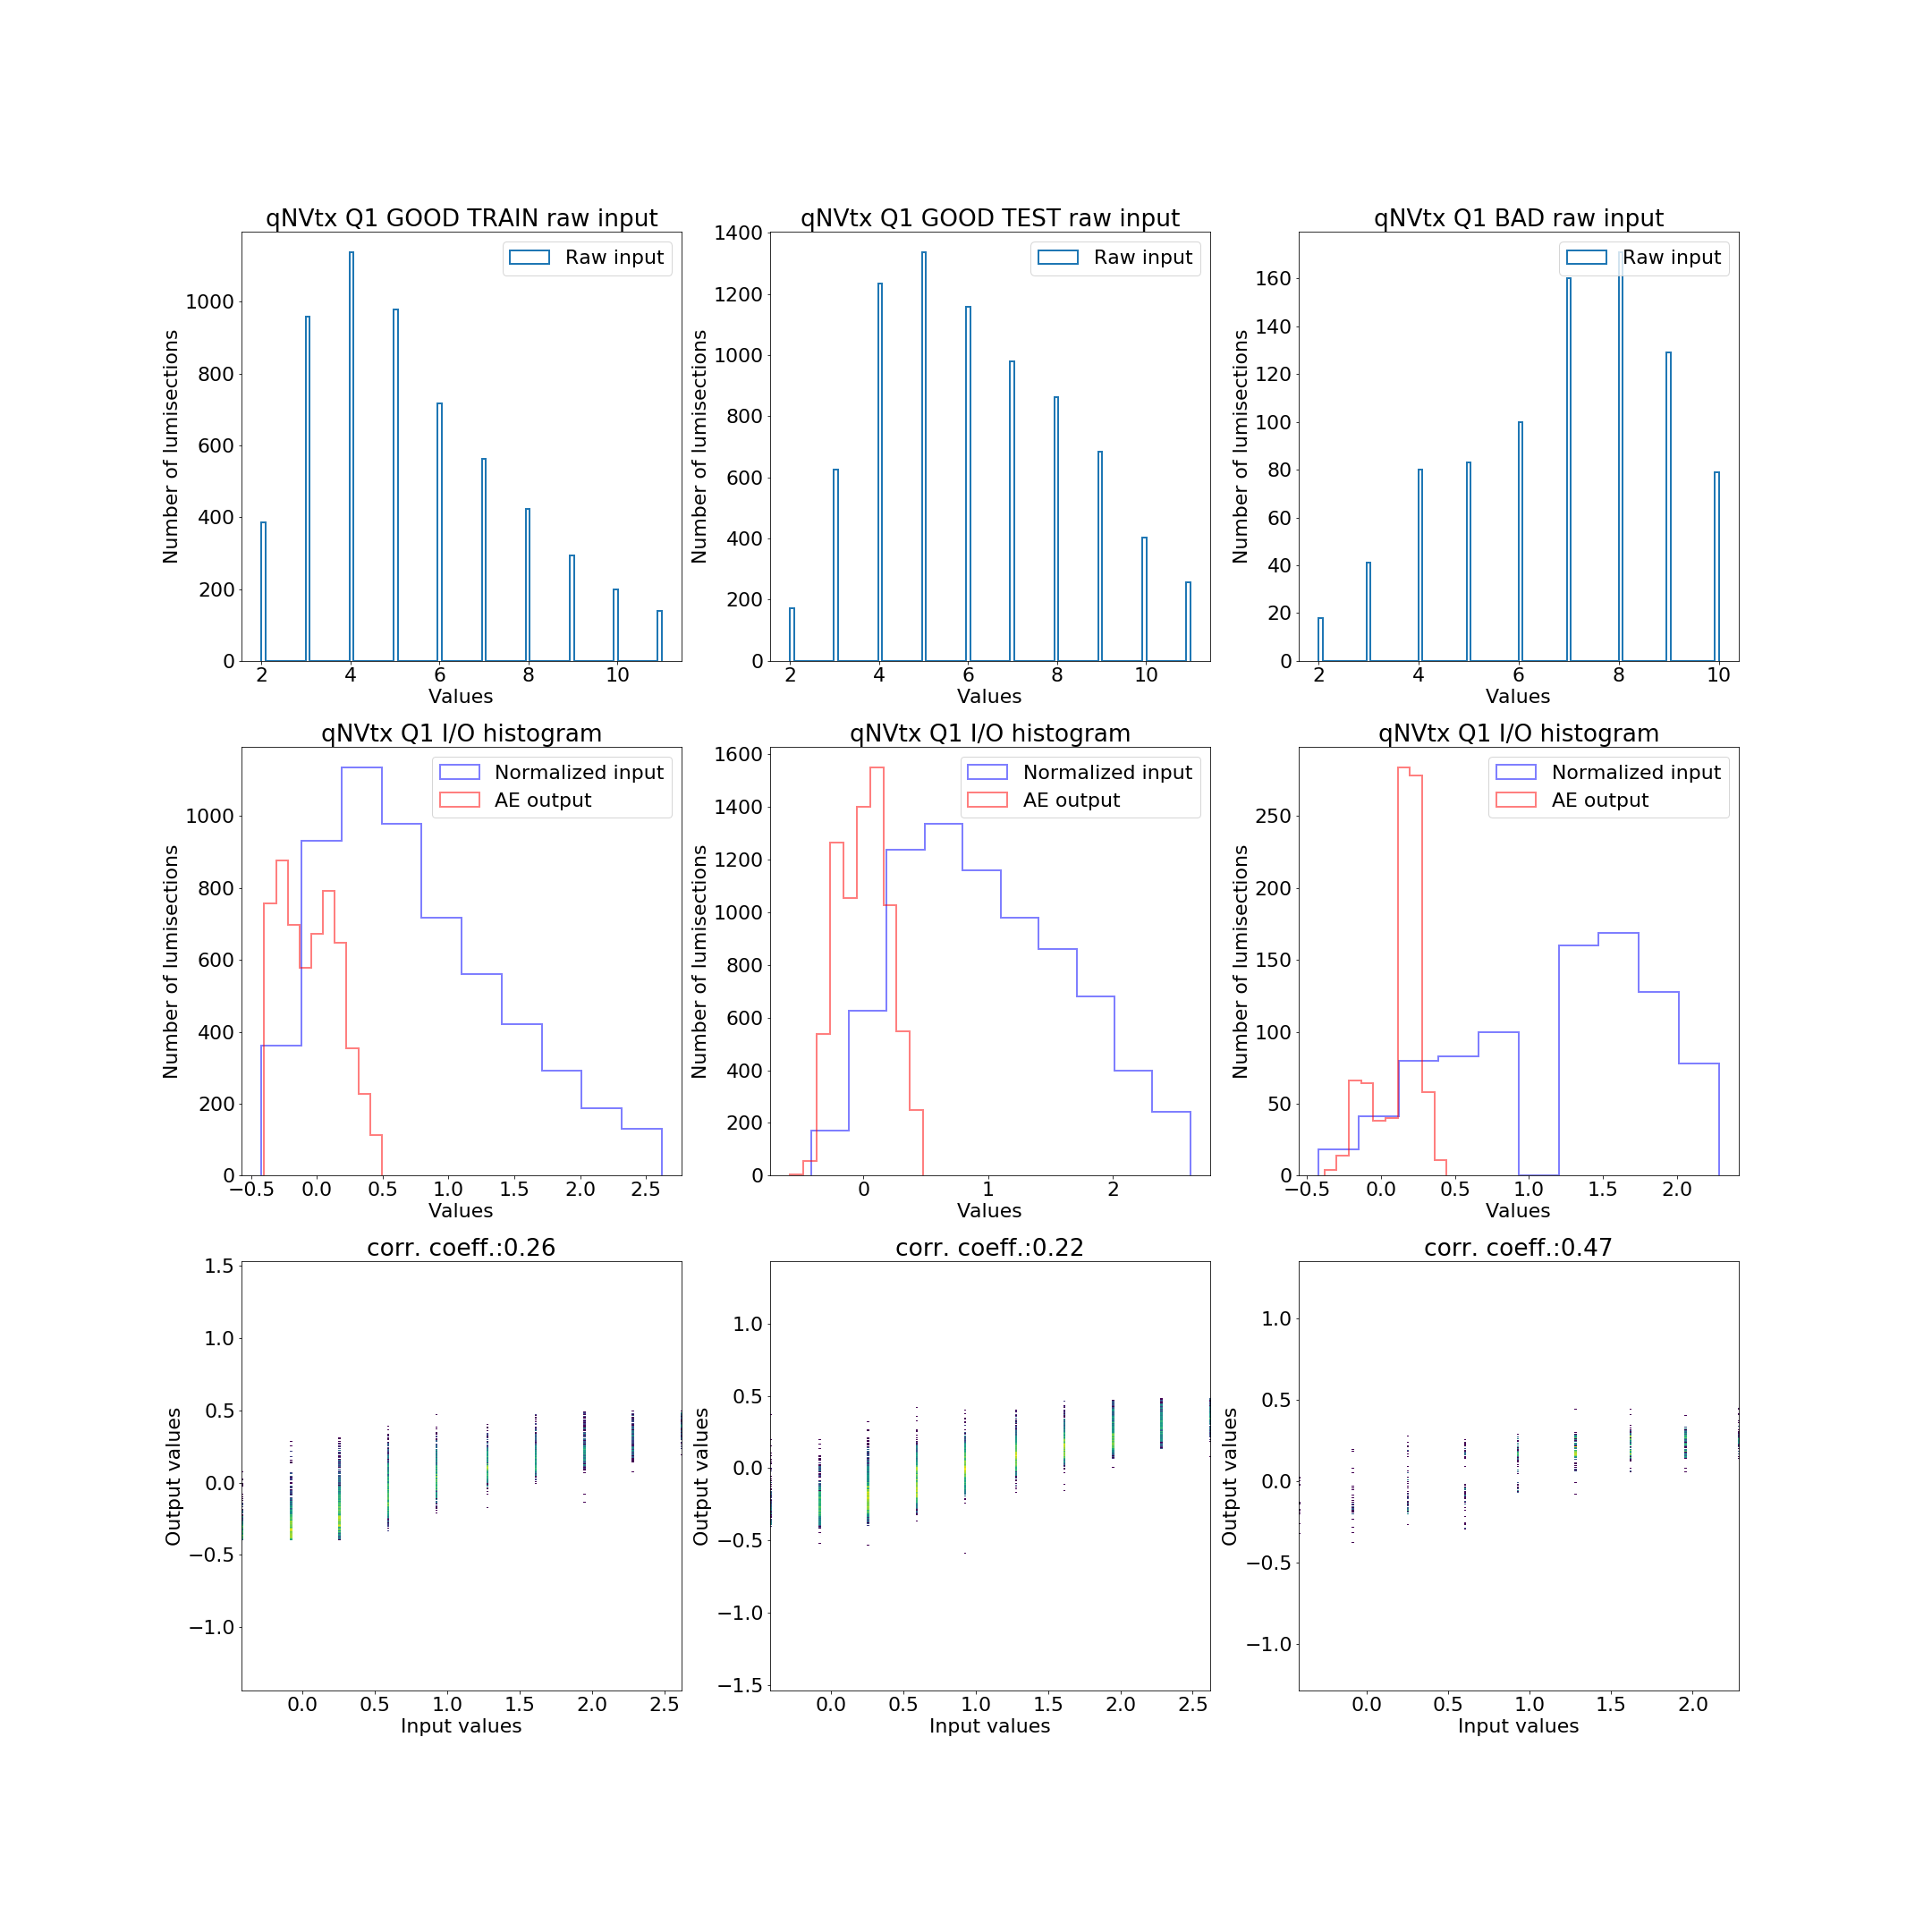 qNVtx Q1 GOOD TRAIN raw input
Raw input
Number of lumisections
0
200
400
600
800
1000
2 4 6 8 10
Values
qNVtx Q1 GOOD TEST raw input
Raw input
Number of lumisections
0
200
400
600
800
1000
1200
1400
2 4 6 8 10
Values
qNVtx Q1 BAD raw input
Raw input
Number of lumisections
0
20
40
60
80
100
120
140
160
2 4 6 8 10
Values
qNVtx Q1 I/O histogram
Normalized input
AE output
Number of lumisections
0
200
400
600
800
1000
−0.5 0.0 0.5 1.0 1.5 2.0 2.5
Values
qNVtx Q1 I/O histogram
Normalized input
AE output
Number of lumisections
0
200
400
600
800
1000
1200
1400
1600
0 1 2
Values
qNVtx Q1 I/O histogram
Normalized input
AE output
Number of lumisections
0
50
100
150
200
250
−0.5 0.0 0.5 1.0 1.5 2.0
Values
corr. coeff.:0.26
Output values
1.5
1.0
0.5
0.0
−0.5
−1.0
0.0 0.5 1.0 1.5 2.0 2.5
Input values
corr. coeff.:0.22
Output values
1.0
0.5
0.0
−0.5
−1.0
−1.5
0.0 0.5 1.0 1.5 2.0 2.5
Input values
corr. coeff.:0.47
Output values
1.0
0.5
0.0
−0.5
−1.0
0.0 0.5 1.0 1.5 2.0
Input values